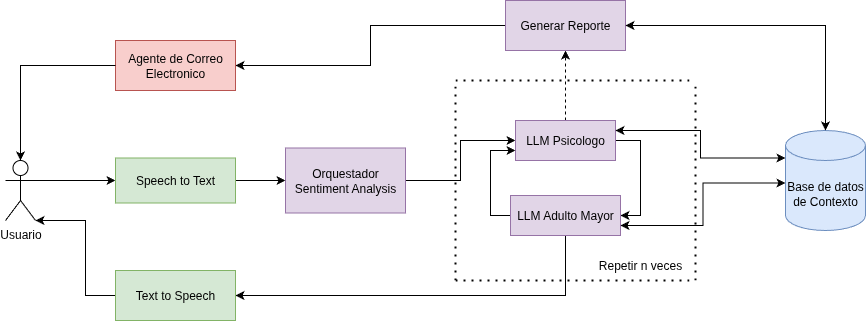 Generar Reporte
Agente de Correo
Electronico
LLM Psicologo
Orquestador
Sentiment Analysis
Speech to Text
Base de datos
de Contexto
LLM Adulto Mayor
Usuario
Repetir n veces
Text to Speech